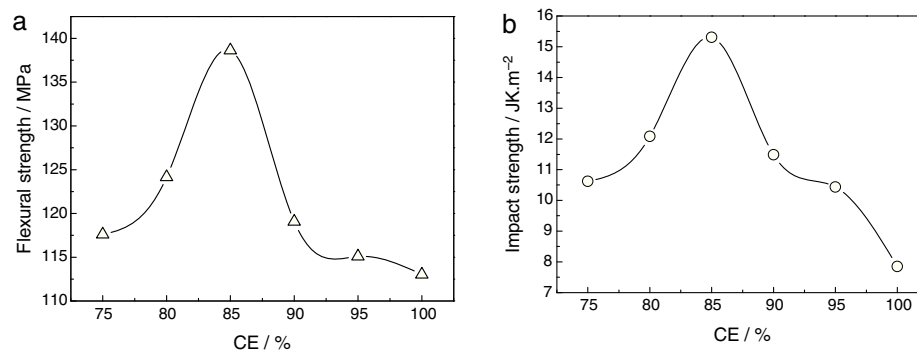 a
Flexural strength / MPa
140
135
130
125
120
115
110
75 80 85 90 95 100
CE / %
b
Impact strength / JK.m⁻²
16
15
14
13
12
11
10
9
8
7
75 80 85 90 95 100
CE / %